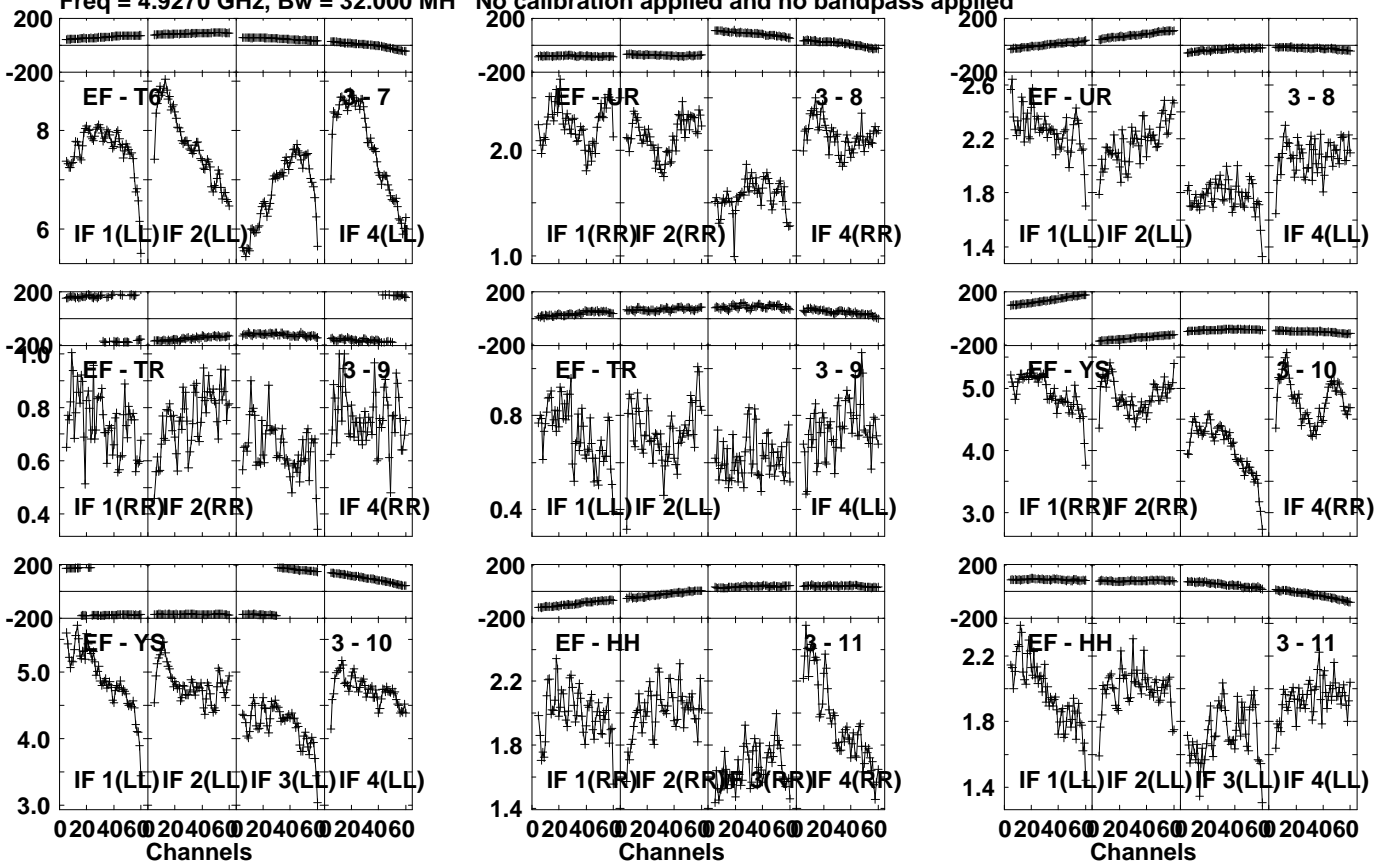 Freq = 4.9270 GHz, Bw = 32.000 MH No calibration applied and no bandpass applied
200 200 200
-200 -200 -200
EF - T6 3 - 7 EF - UR 3 - 8 2.6 EF - UR 3 - 8
8 2.0 2.2
1.8
6 1.0 1.4
IF 1(LL) IF 2(LL) IF 4(LL) IF 1(RR) IF 2(RR) IF 4(RR) IF 1(LL) IF 2(LL) IF 4(LL)
200 200 200
-200 -200 -200
1.0 EF - TR 3 - 9 EF - TR 3 - 9 EF - YS 3 - 10
0.8 0.8 5.0
0.6 4.0
0.4 0.4 3.0
IF 1(RR) IF 2(RR) IF 4(RR) IF 1(LL) IF 2(LL) IF 4(LL) IF 1(RR) IF 2(RR) IF 4(RR)
200 200 200
-200 -200 -200
EF - YS 3 - 10 EF - HH 3 - 11 EF - HH 3 - 11
5.0 2.2 2.2
4.0 1.8 1.8
3.0 1.4 1.4
IF 1(LL) IF 2(LL) IF 3(LL) IF 4(LL) IF 1(RR) IF 2(RR) IF 3(RR) IF 4(RR) IF 1(LL) IF 2(LL) IF 3(LL) IF 4(LL)
0 20 40 60 0 20 40 60 0 20 40 60 0 20 40 60 0 20 40 60 0 20 40 60 0 20 40 60 0 20 40 60 0 20 40 60 0 20 40 60 0 20 40 60 0 20 40 60
Channels Channels Channels